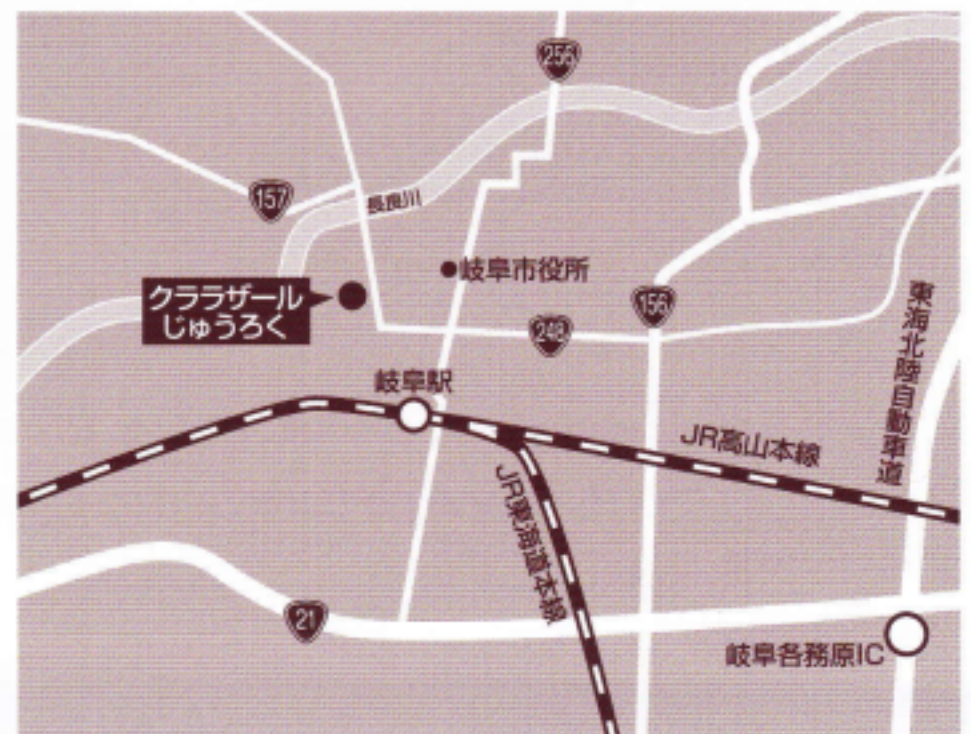 256
157
長良川
岐阜市役所
クララザール
じゅうろく
156
248
東海北陸自動車道
岐阜駅
JR高山本線
JR東海道本線
21
岐阜各務原IC